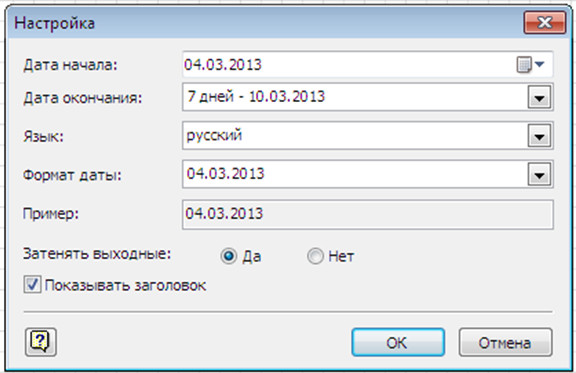 Настройка
Дата начала: 04.03.2013
Дата окончания: 7 дней - 10.03.2013
Язык: русский
Формат даты: 04.03.2013
Пример: 04.03.2013
Затенять выходные: Да Нет
Показывать заголовок
? ОК Отмена